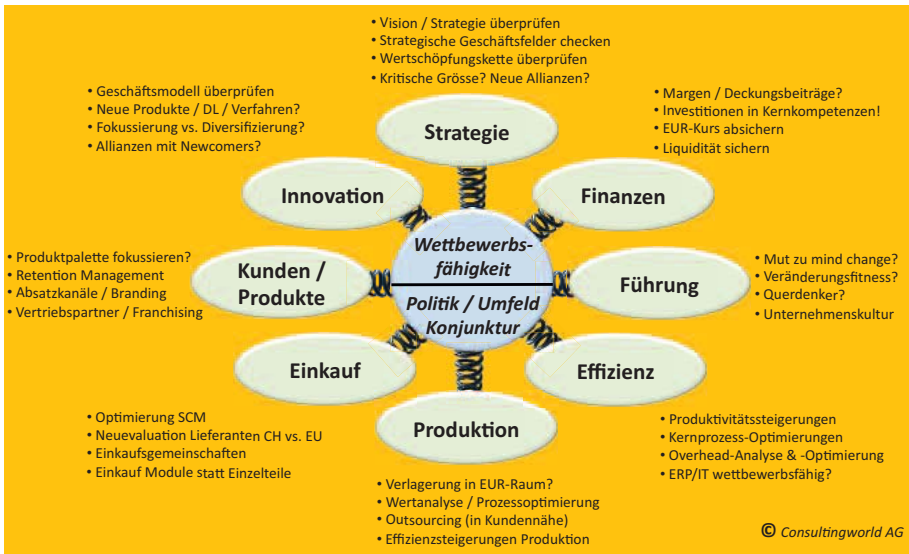 • Vision / Strategie überprüfen
• Strategische Geschäftsfelder checken
• Wertschöpfungskette überprüfen
• Kritische Grösse? Neue Allianzen?
Strategie
• Geschäftsmodell überprüfen
• Neue Produkte / DL / Verfahren?
• Fokussierung vs. Diversifizierung?
• Allianzen mit Newcomers?
Innovation
• Margen / Deckungsbeiträge?
• Investitionen in Kernkompetenzen!
• EUR-Kurs absichern
• Liquidität sichern
Finanzen
• Produktpalette fokussieren?
• Retention Management
• Absatzkanäle / Branding
• Vertriebspartner / Franchising
Kunden /
Produkte
Wettbewerbs-
fähigkeit
Politik / Umfeld
Konjunktur
Führung
• Mut zu mind change?
• Veränderungsfitness?
• Querdenker?
• Unternehmenskultur
Einkauf
• Optimierung SCM
• Neuevaluation Lieferanten CH vs. EU
• Einkaufsgemeinschaften
• Einkauf Module statt Einzelteile
Produktion
• Verlagerung in EUR-Raum?
• Wertanalyse / Prozessoptimierung
• Outsourcing (in Kundennähe)
• Effizienzsteigerungen Produktion
Effizienz
• Produktivitätssteigerungen
• Kernprozess-Optimierungen
• Overhead-Analyse & -Optimierung
• ERP/IT wettbewerbsfähig?
© Consultingworld AG